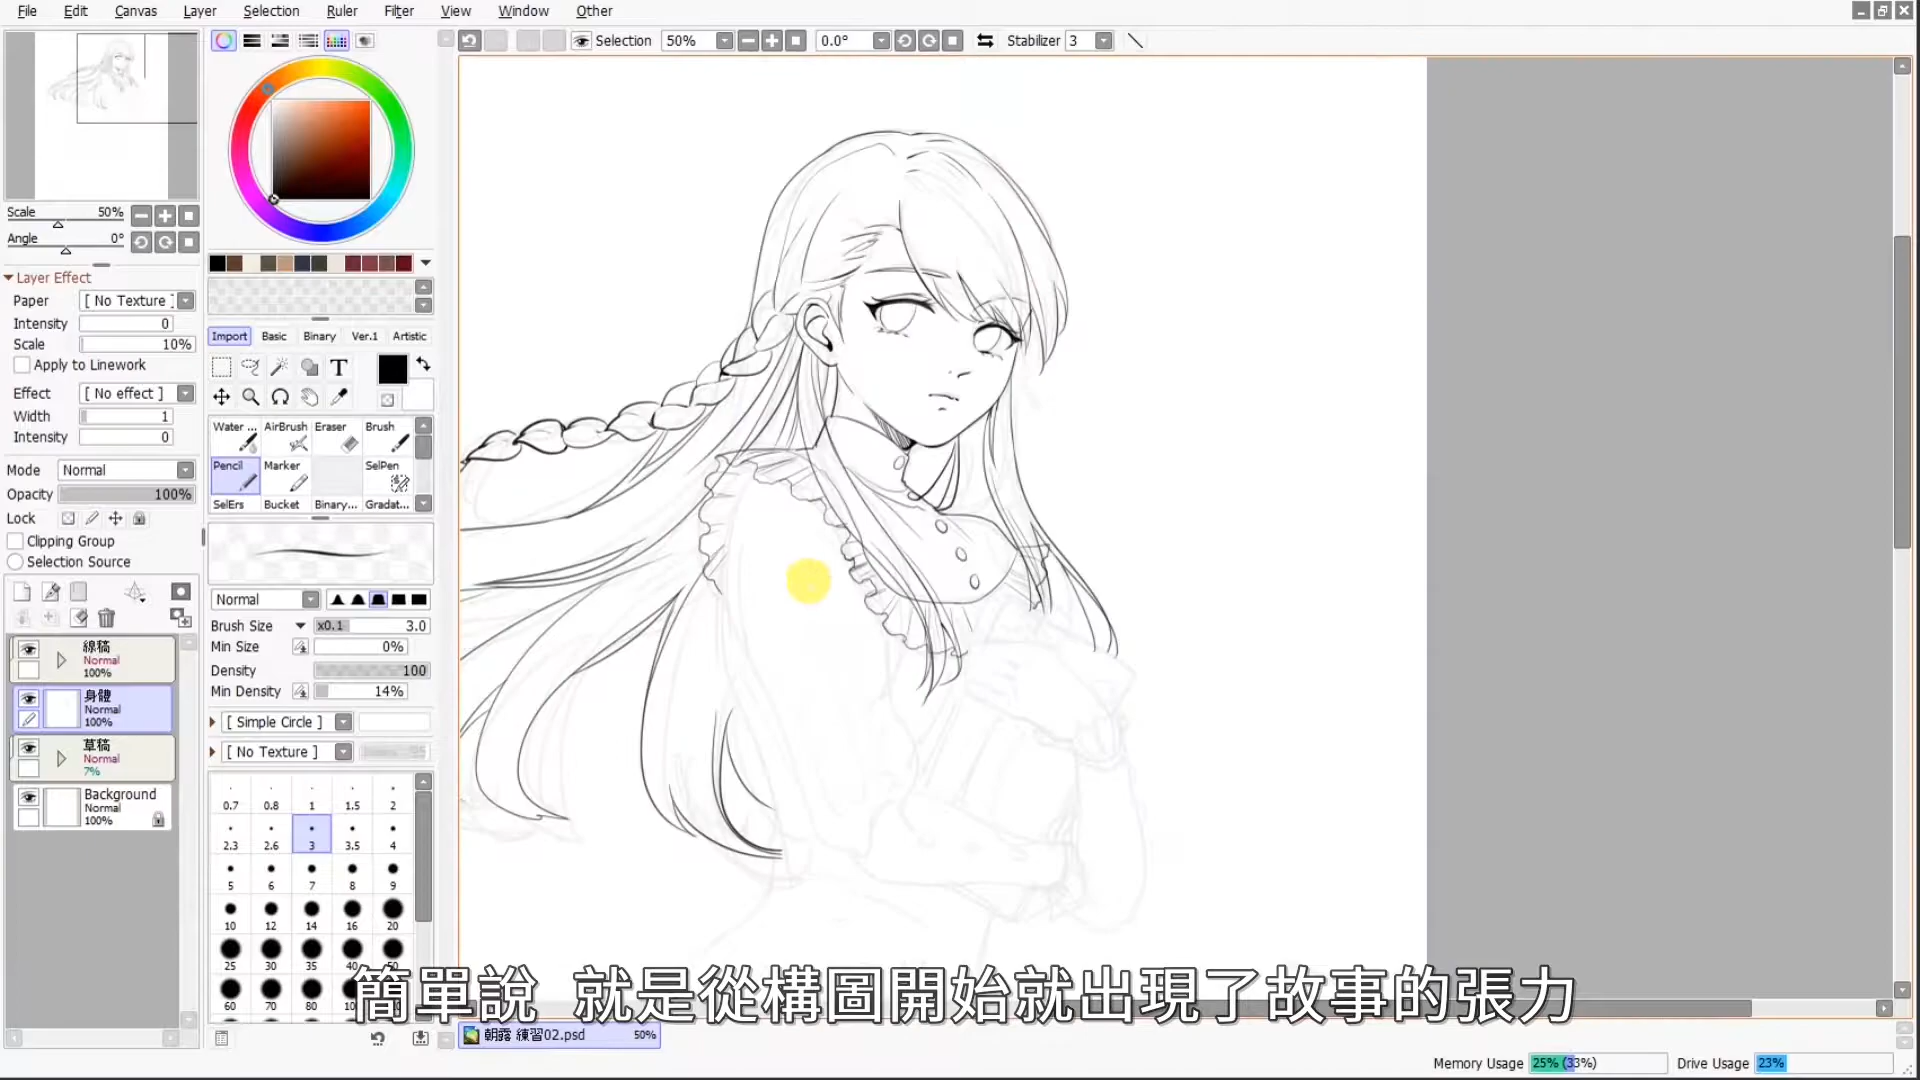 File Edit Canvas Layer Selection Ruler Filter View Window Other
Selection 50% 0.0° Stabilizer 3
Scale 50%
Angle 0°
Layer Effect
Paper [ No Texture ]
Intensity 0
Scale 10%
Apply to Linework
Effect [ No effect ]
Width 1
Intensity 0
Mode Normal
Opacity 100%
Lock
Clipping Group
Selection Source
線稿
Normal
100%
身體
Normal
100%
草稿
Normal
7%
Background
Normal
100%
Import Basic Binary Ver.1 Artistic
T
Water ... AirBrush Eraser Brush
Pencil Marker SelPen
SelErs Bucket Binary... Gradat...
Normal
Brush Size x0.1 3.0
Min Size 0%
Density 100
Min Density 14%
[ Simple Circle ]
[ No Texture ]
0.7 0.8 1 1.5 2
2.3 2.6 3 3.5 4
5 6 7 8 9
10 12 14 16 20
25 30 35 40 50
60 70 80
簡單說 就是從構圖開始就出現了故事的張力
朝露 練習02.psd 50%
Memory Usage 25% (33%) Drive Usage 23%